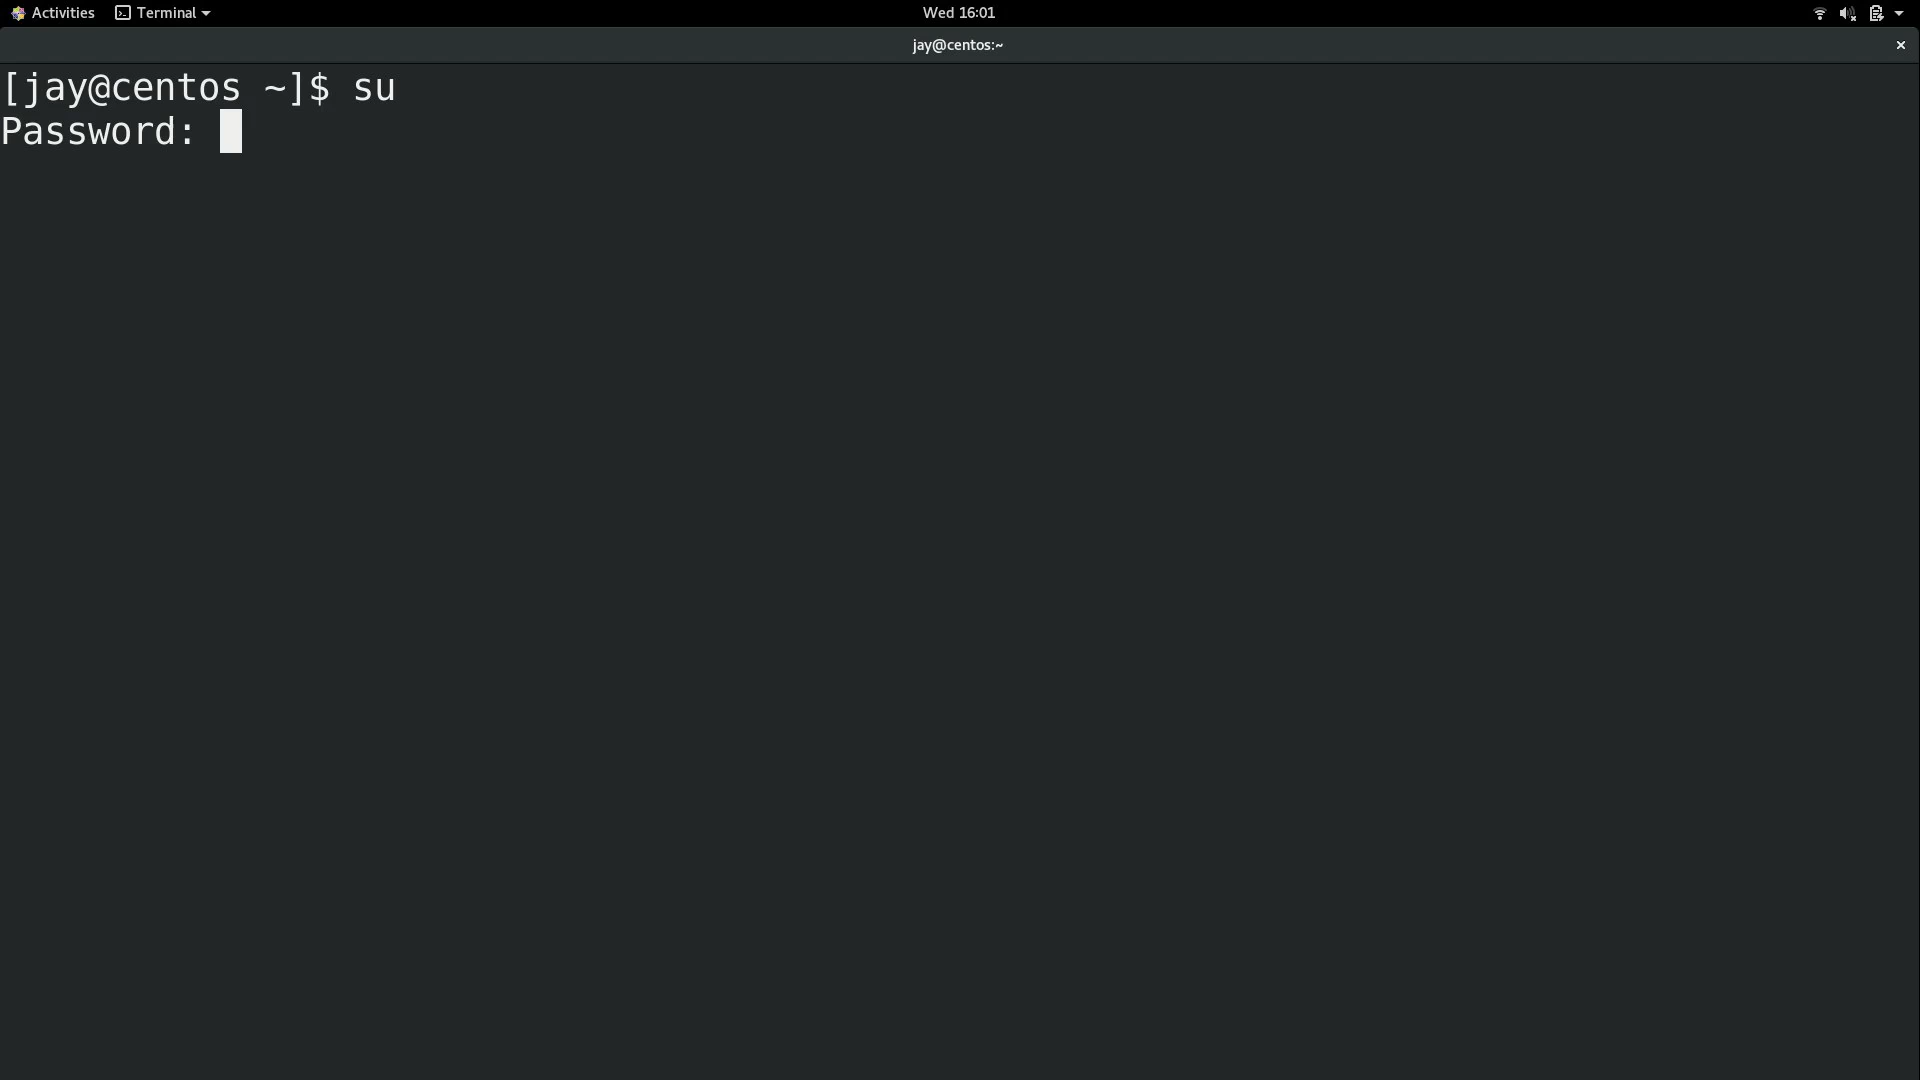 Activities Terminal Wed 16:01
jay@centos:~
[jay@centos ~]$ su
Password: